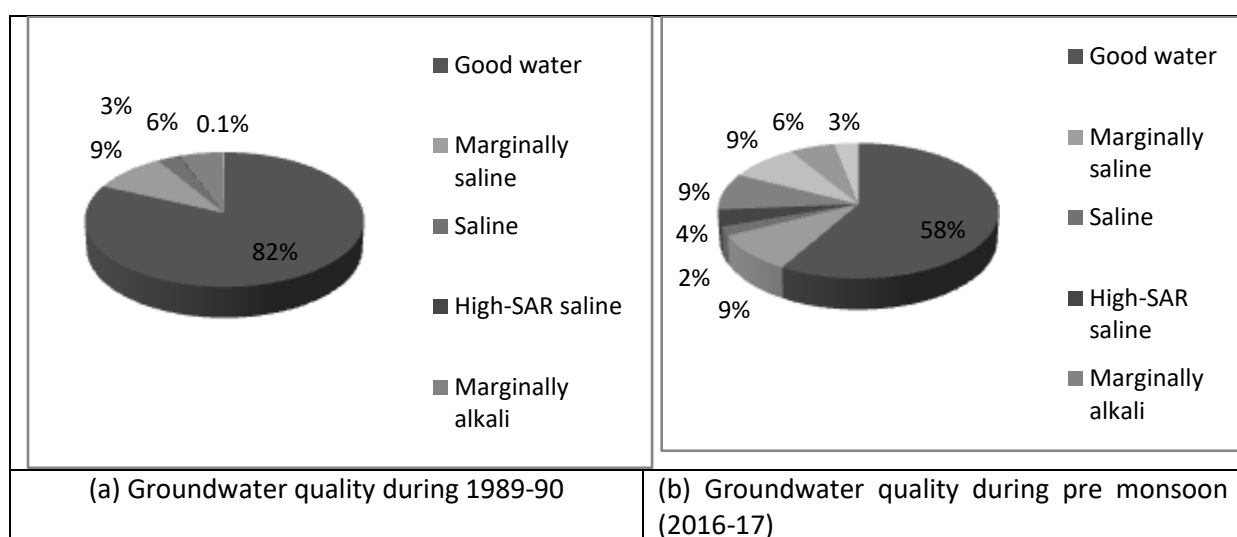 3%
6%
0.1%
9%
82%
Good water
Marginally
saline
Saline
High-SAR saline
Marginally
alkali
9%
6%
3%
9%
4%
2%
9%
58%
Good water
Marginally
saline
Saline
High-SAR
saline
Marginally
alkali
(a) Groundwater quality during 1989-90
(b) Groundwater quality during pre monsoon
(2016-17)